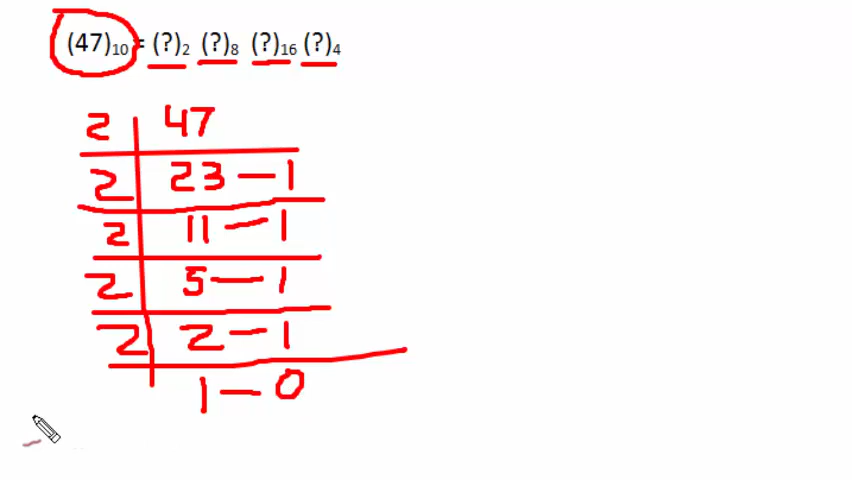 (47)₁₀ = (?)₂ (?)₈ (?)₁₆ (?)₄
2 47
2 23 — 1
2 11 — 1
2 5 — 1
2 2 — 1
1 — 0